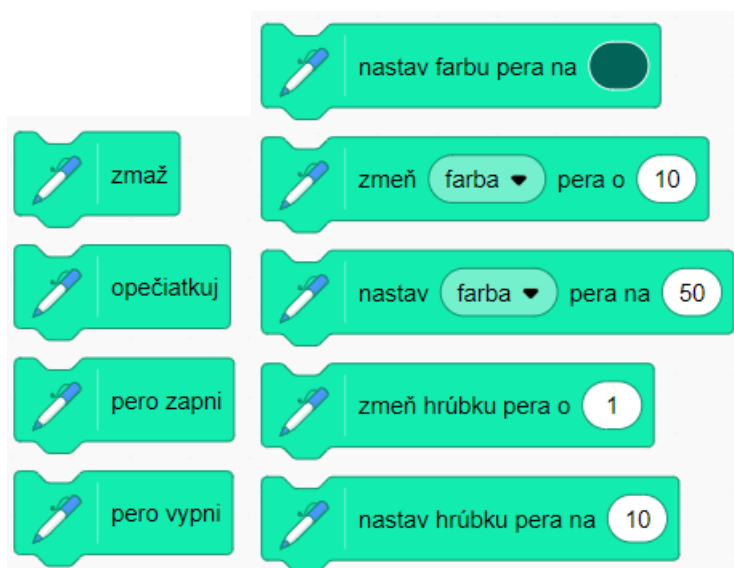 zmaž
opečiatkuj
pero zapni
pero vypni
nastav farbu pera na
zmeň farba pera o 10
nastav farba pera na 50
zmeň hrúbku pera o 1
nastav hrúbku pera na 10